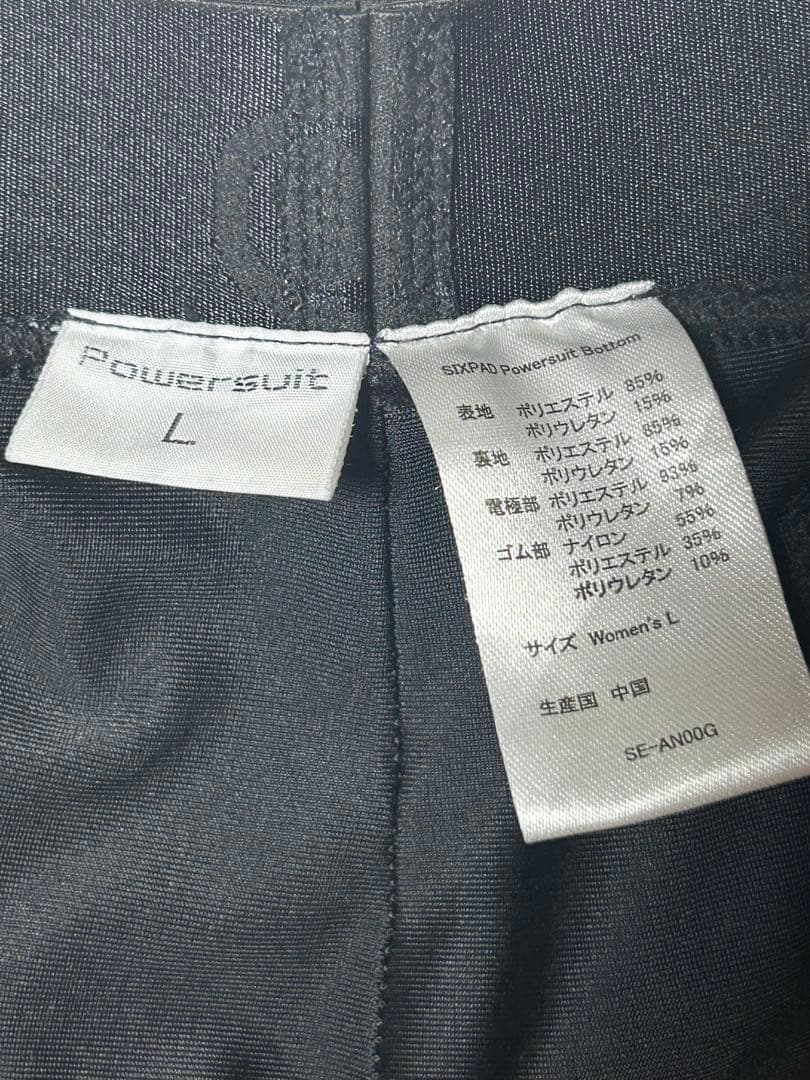 Powersuit
L
SIXPAD Powersuit Bottom
表地 ポリエステル 85%
ポリウレタン 15%
裏地 ポリエステル 85%
ポリウレタン 15%
電極部 ポリエステル 93%
ポリウレタン 7%
ゴム部 ナイロン 55%
ポリエステル 35%
ポリウレタン 10%
サイズ Women's L
生産国 中国
SE-AN00G